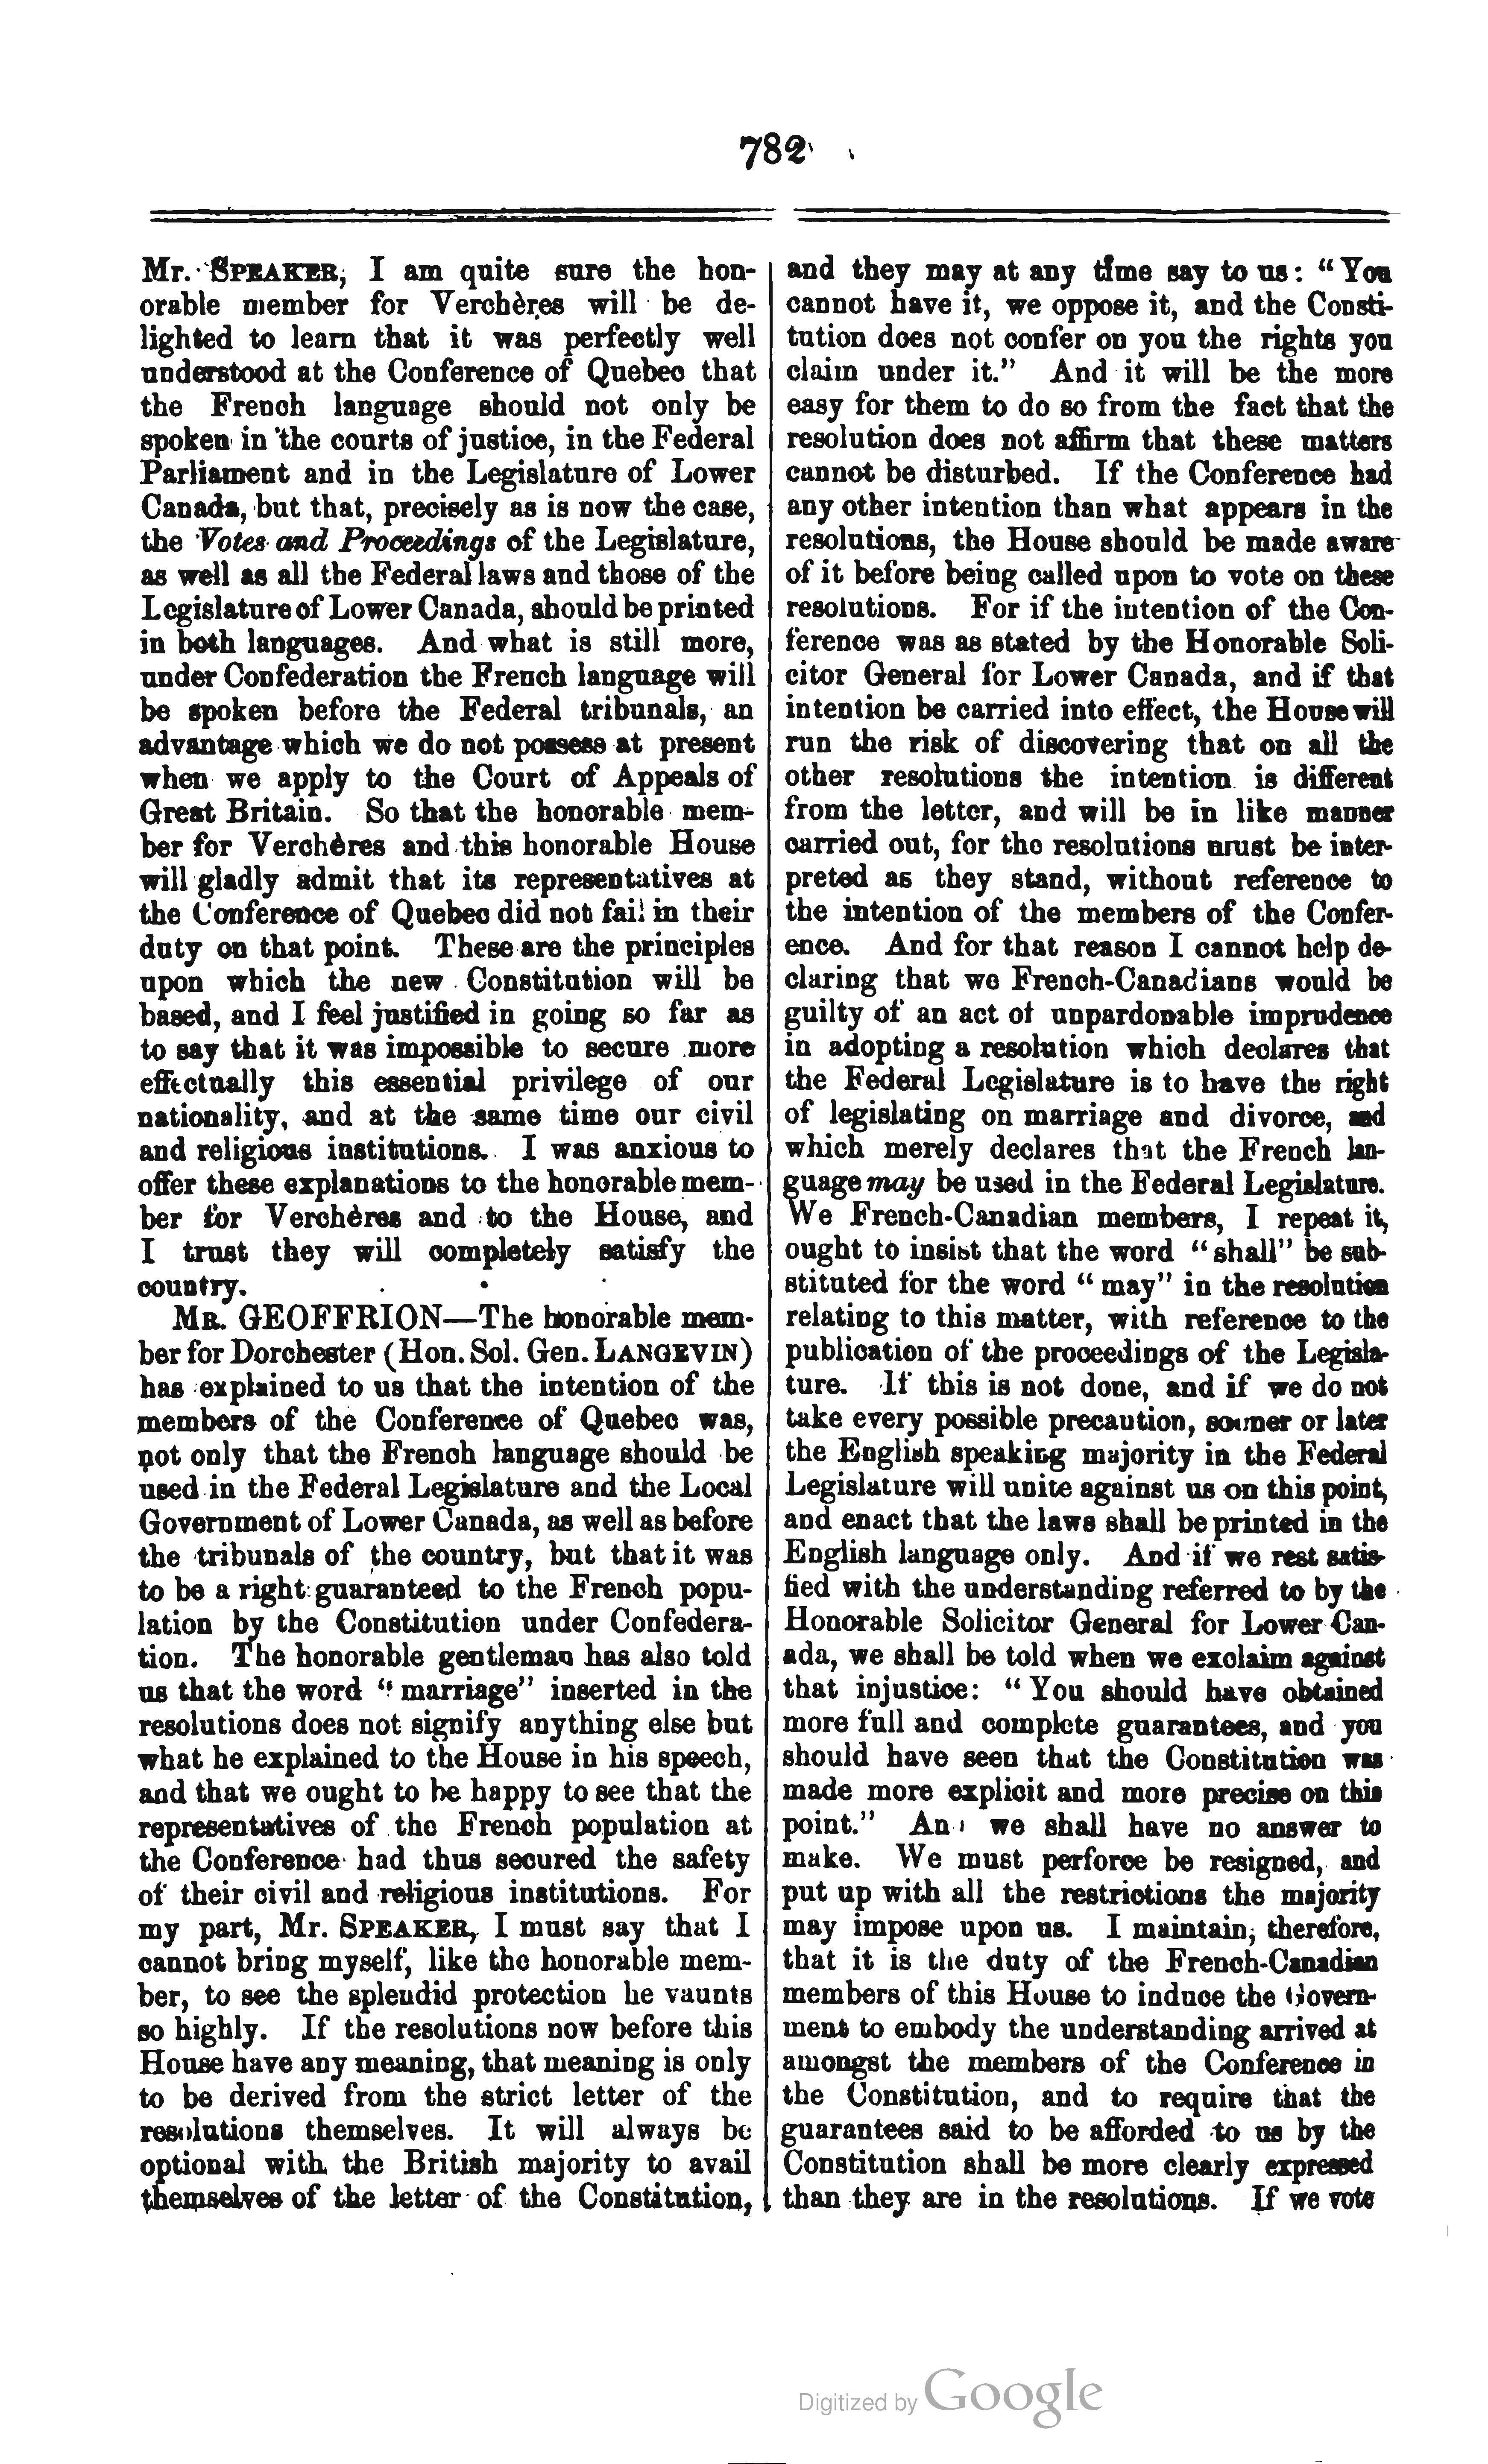 782
Mr. SPEAKER, I am quite sure the hon-
orable member for Verchères will be de-
lighted to learn that it was perfectly well
understood at the Conference of Quebec that
the French language should not only be
spoken in the courts of justice, in the Federal
Parliament and in the Legislature of Lower
Canada, but that, precisely as is now the case,
the Votes and Proceedings of the Legislature,
as well as all the Federal laws and those of the
Legislature of Lower Canada, should be printed
in both languages. And what is still more,
under Confederation the French language will
be spoken before the Federal tribunals, an
advantage which we do not possess at present
when we apply to the Court of Appeals of
Great Britain. So that the honorable mem-
ber for Verchères and this honorable House
will gladly admit that its representatives at
the Conference of Quebec did not fail in their
duty on that point. These are the principles
upon which the new Constitution will be
based, and I feel justified in going so far as
to say that it was impossible to secure more
effectually this essential privilege of our
nationality, and at the same time our civil
and religious institutions. I was anxious to
offer these explanations to the honorable mem-
ber for Verchères and to the House, and
I trust they will completely satisfy the
country.
MR. GEOFFRION—The honorable mem-
ber for Dorchester (Hon. Sol. Gen. LANGEVIN)
has explained to us that the intention of the
members of the Conference of Quebec was,
not only that the French language should be
used in the Federal Legislature and the Local
Government of Lower Canada, as well as before
the tribunals of the country, but that it was
to be a right guaranteed to the French popu-
lation by the Constitution under Confedera-
tion. The honorable gentleman has also told
us that the word "marriage" inserted in the
resolutions does not signify anything else but
what he explained to the House in his speech,
and that we ought to be happy to see that the
representatives of the French population at
the Conference had thus secured the safety
of their civil and religious institutions. For
my part, Mr. SPEAKER, I must say that I
cannot bring myself, like the honorable mem-
ber, to see the splendid protection he vaunts
so highly. If the resolutions now before this
House have any meaning, that meaning is only
to be derived from the strict letter of the
resolutions themselves. It will always be
optional with the British majority to avail
themselves of the letter of the Constitution,
and they may at any time say to us: "You
cannot have it, we oppose it, and the Consti-
tution does not confer on you the rights you
claim under it." And it will be the more
easy for them to do so from the fact that the
resolution does not affirm that these matters
cannot be disturbed. If the Conference had
any other intention than what appears in the
resolutions, the House should be made aware
of it before being called upon to vote on these
resolutions. For if the intention of the Con-
ference was as stated by the Honorable Soli-
citor General for Lower Canada, and if that
intention be carried into effect, the House will
run the risk of discovering that on all the
other resolutions the intention is different
from the letter, and will be in like manner
carried out, for the resolutions must be inter-
preted as they stand, without reference to
the intention of the members of the Confer-
ence. And for that reason I cannot help de-
claring that we French-Canadians would be
guilty of an act of unpardonable imprudence
in adopting a resolution which declares that
the Federal Legislature is to have the right
of legislating on marriage and divorce, and
which merely declares that the French lan-
guage may be used in the Federal Legislature.
We French-Canadian members, I repeat it,
ought to insist that the word "shall" be sub-
stituted for the word "may" in the resolution
relating to this matter, with reference to the
publication of the proceedings of the Legisla-
ture. If this is not done, and if we do not
take every possible precaution, sooner or later
the English speaking majority in the Federal
Legislature will unite against us on this point,
and enact that the laws shall be printed in the
English language only. And if we rest satis-
fied with the understanding referred to by the
Honorable Solicitor General for Lower Can-
ada, we shall be told when we exclaim against
that injustice: "You should have obtained
more full and complete guarantees, and you
should have seen that the Constitution was
made more explicit and more precise on this
point." And we shall have no answer to
make. We must perforce be resigned, and
put up with all the restrictions the majority
may impose upon us. I maintain, therefore,
that it is the duty of the French-Canadian
members of this House to induce the Govern-
ment to embody the understanding arrived at
amongst the members of the Conference in
the Constitution, and to require that the
guarantees said to be afforded to us by the
Constitution shall be more clearly expressed
than they are in the resolutions. If we vote
Digitized by Google